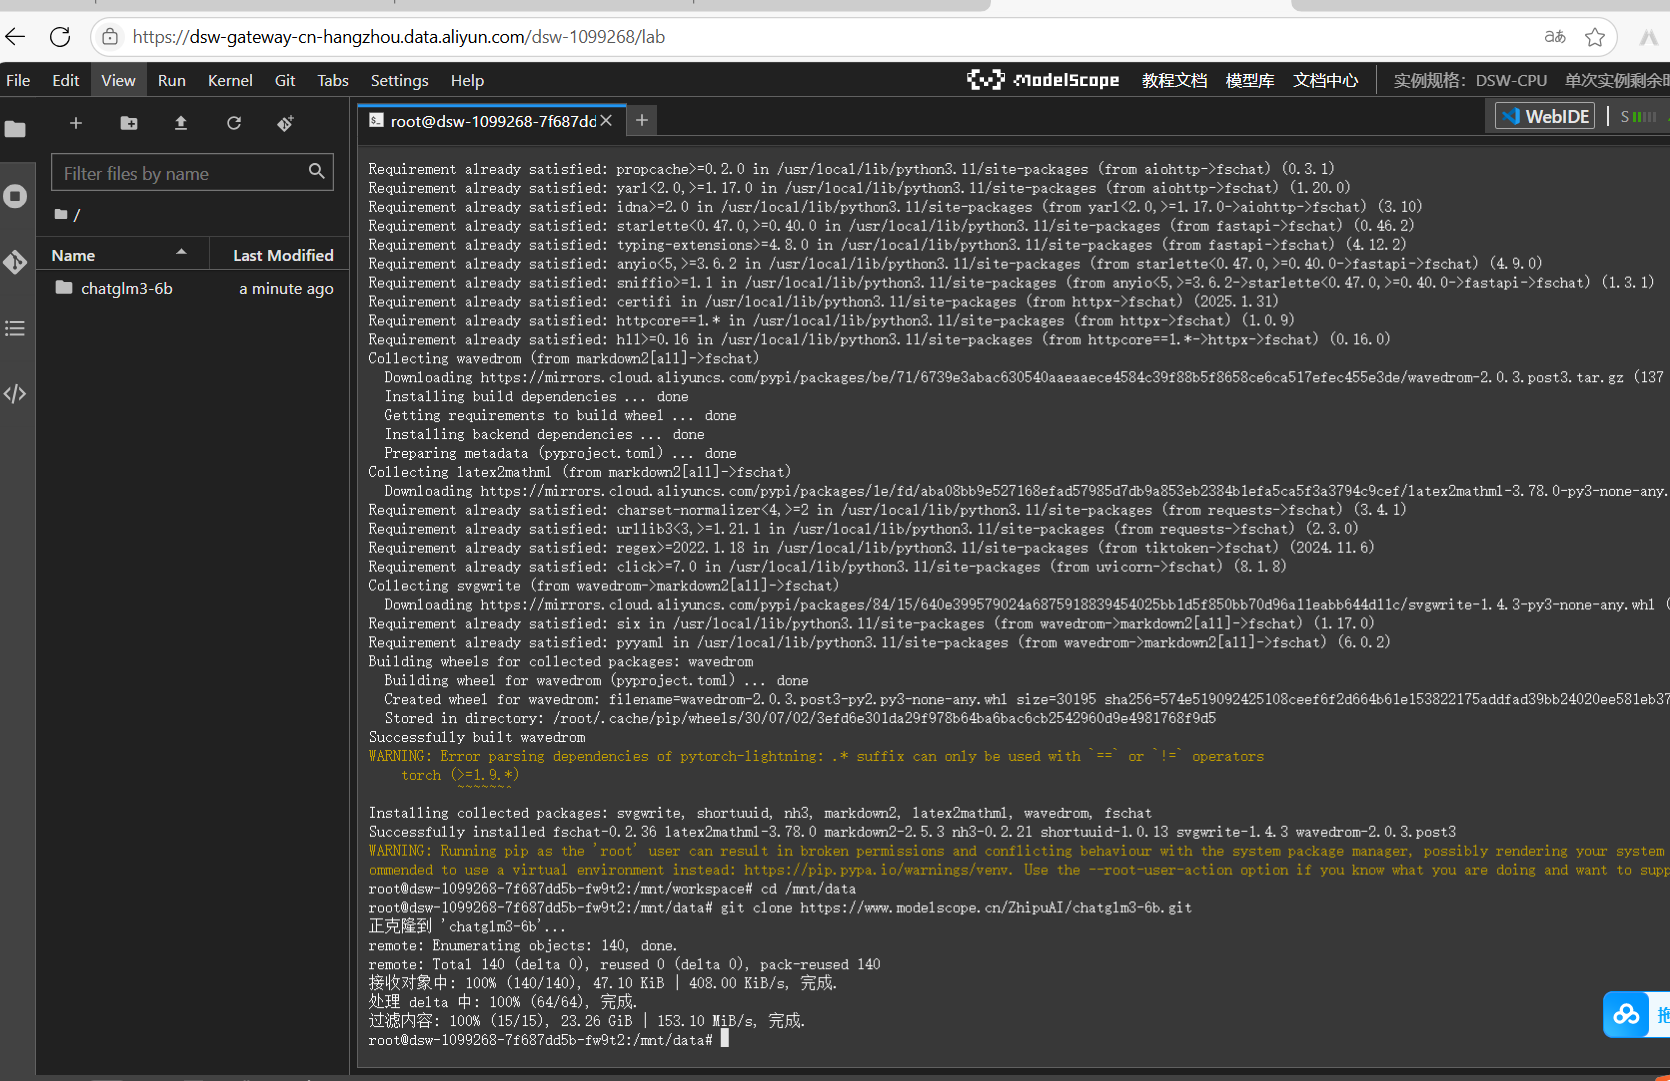 https://dsw-gateway-cn-hangzhou.data.aliyun.com/dsw-1099268/lab
File Edit View Run Kernel Git Tabs Settings Help
ModelScope 教程文档 模型库 文档中心 实例规格: DSW-CPU 单次实例剩余时
root@dsw-1099268-7f687dd
WebIDE
S
Filter files by name
/
Name Last Modified
chatglm3-6b a minute ago
Requirement already satisfied: propcache>=0.2.0 in /usr/local/lib/python3.11/site-packages (from aiohttp->fschat) (0.3.1)
Requirement already satisfied: yarl<2.0,>=1.17.0 in /usr/local/lib/python3.11/site-packages (from aiohttp->fschat) (1.20.0)
Requirement already satisfied: idna>=2.0 in /usr/local/lib/python3.11/site-packages (from yarl<2.0,>=1.17.0->aiohttp->fschat) (3.10)
Requirement already satisfied: starlette<0.47.0,>=0.40.0 in /usr/local/lib/python3.11/site-packages (from fastapi->fschat) (0.46.2)
Requirement already satisfied: typing-extensions>=4.8.0 in /usr/local/lib/python3.11/site-packages (from fastapi->fschat) (4.12.2)
Requirement already satisfied: anyio<5,>=3.6.2 in /usr/local/lib/python3.11/site-packages (from starlette<0.47.0,>=0.40.0->fastapi->fschat) (4.9.0)
Requirement already satisfied: sniffio>=1.1 in /usr/local/lib/python3.11/site-packages (from anyio<5,>=3.6.2->starlette<0.47.0,>=0.40.0->fastapi->fschat) (1.3.1)
Requirement already satisfied: certifi in /usr/local/lib/python3.11/site-packages (from httpx->fschat) (2025.1.31)
Requirement already satisfied: httpcore==1.* in /usr/local/lib/python3.11/site-packages (from httpx->fschat) (1.0.9)
Requirement already satisfied: h11>=0.16 in /usr/local/lib/python3.11/site-packages (from httpcore==1.*->httpx->fschat) (0.16.0)
Collecting wavedrom (from markdown2[all]->fschat)
Downloading https://mirrors.cloud.aliyuncs.com/pypi/packages/be/71/6739e3abac630540aaeaaece4584c39f88b5f8658ce6ca517efec455e3de/wavedrom-2.0.3.post3.tar.gz (137
Installing build dependencies ... done
Getting requirements to build wheel ... done
Installing backend dependencies ... done
Preparing metadata (pyproject.toml) ... done
Collecting latex2mathml (from markdown2[all]->fschat)
Downloading https://mirrors.cloud.aliyuncs.com/pypi/packages/1e/fd/aba08bb9e527168efad57985d7db9a853eb2384b1efa5ca5f3a3794c9cef/latex2mathml-3.78.0-py3-none-any.
Requirement already satisfied: charset-normalizer<4,>=2 in /usr/local/lib/python3.11/site-packages (from requests->fschat) (3.4.1)
Requirement already satisfied: urllib3<3,>=1.21.1 in /usr/local/lib/python3.11/site-packages (from requests->fschat) (2.3.0)
Requirement already satisfied: regex>=2022.1.18 in /usr/local/lib/python3.11/site-packages (from tiktoken->fschat) (2024.11.6)
Requirement already satisfied: click>=7.0 in /usr/local/lib/python3.11/site-packages (from uvicorn->fschat) (8.1.8)
Collecting svgwrite (from wavedrom->markdown2[all]->fschat)
Downloading https://mirrors.cloud.aliyuncs.com/pypi/packages/84/15/640e399579024a6875918839454025bb1d5f850bb70d96a11eabb644d11c/svgwrite-1.4.3-py3-none-any.whl (
Requirement already satisfied: six in /usr/local/lib/python3.11/site-packages (from wavedrom->markdown2[all]->fschat) (1.17.0)
Requirement already satisfied: pyyaml in /usr/local/lib/python3.11/site-packages (from wavedrom->markdown2[all]->fschat) (6.0.2)
Building wheels for collected packages: wavedrom
Building wheel for wavedrom (pyproject.toml) ... done
Created wheel for wavedrom: filename=wavedrom-2.0.3.post3-py2.py3-none-any.whl size=30195 sha256=574e519092425108ceef6f2d664b61e153822175addfad39bb24020ee581eb37
Stored in directory: /root/.cache/pip/wheels/30/07/02/3efd6e301da29f978b64ba6bac6cb2542960d9e4981768f9d5
Successfully built wavedrom
WARNING: Error parsing dependencies of pytorch-lightning: .* suffix can only be used with `==` or `!=` operators
torch (>=1.9.*)
~~~~~~^
Installing collected packages: svgwrite, shortuuid, nh3, markdown2, latex2mathml, wavedrom, fschat
Successfully installed fschat-0.2.36 latex2mathml-3.78.0 markdown2-2.5.3 nh3-0.2.21 shortuuid-1.0.13 svgwrite-1.4.3 wavedrom-2.0.3.post3
WARNING: Running pip as the 'root' user can result in broken permissions and conflicting behaviour with the system package manager, possibly rendering your system
ommended to use a virtual environment instead: https://pip.pypa.io/warnings/venv. Use the --root-user-action option if you know what you are doing and want to supp
root@dsw-1099268-7f687dd5b-fw9t2:/mnt/workspace# cd /mnt/data
root@dsw-1099268-7f687dd5b-fw9t2:/mnt/data# git clone https://www.modelscope.cn/ZhipuAI/chatglm3-6b.git
正克隆到 'chatglm3-6b'...
remote: Enumerating objects: 140, done.
remote: Total 140 (delta 0), reused 0 (delta 0), pack-reused 140
接收对象中: 100% (140/140), 47.10 KiB | 408.00 KiB/s, 完成.
处理 delta 中: 100% (64/64), 完成.
过滤内容: 100% (15/15), 23.26 GiB | 153.10 MiB/s, 完成.
root@dsw-1099268-7f687dd5b-fw9t2:/mnt/data#